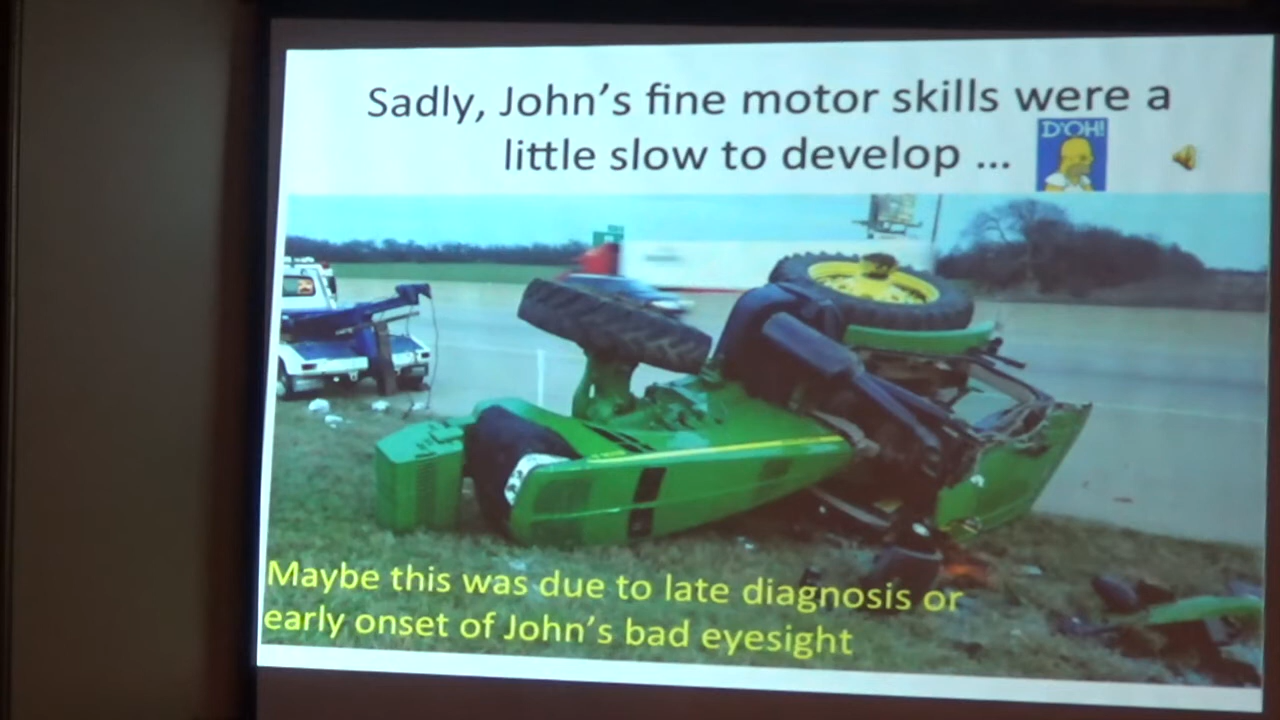 Sadly, John's fine motor skills were a
little slow to develop ...
D'OH!
Maybe this was due to late diagnosis or
early onset of John's bad eyesight